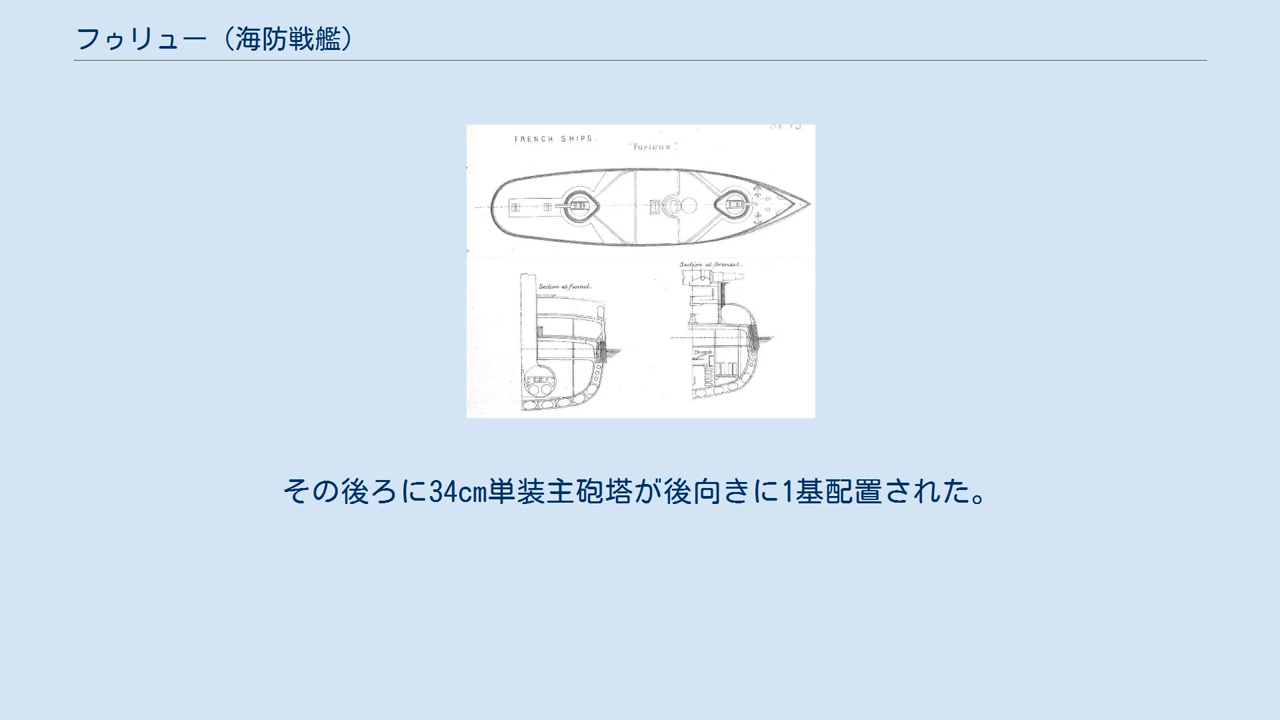 フゥリュー（海防戦艦）
FRENCH SHIPS.
"Furieux".
Section at funnel.
Section at foremast.
その後ろに34cm単装主砲塔が後向きに1基配置された。